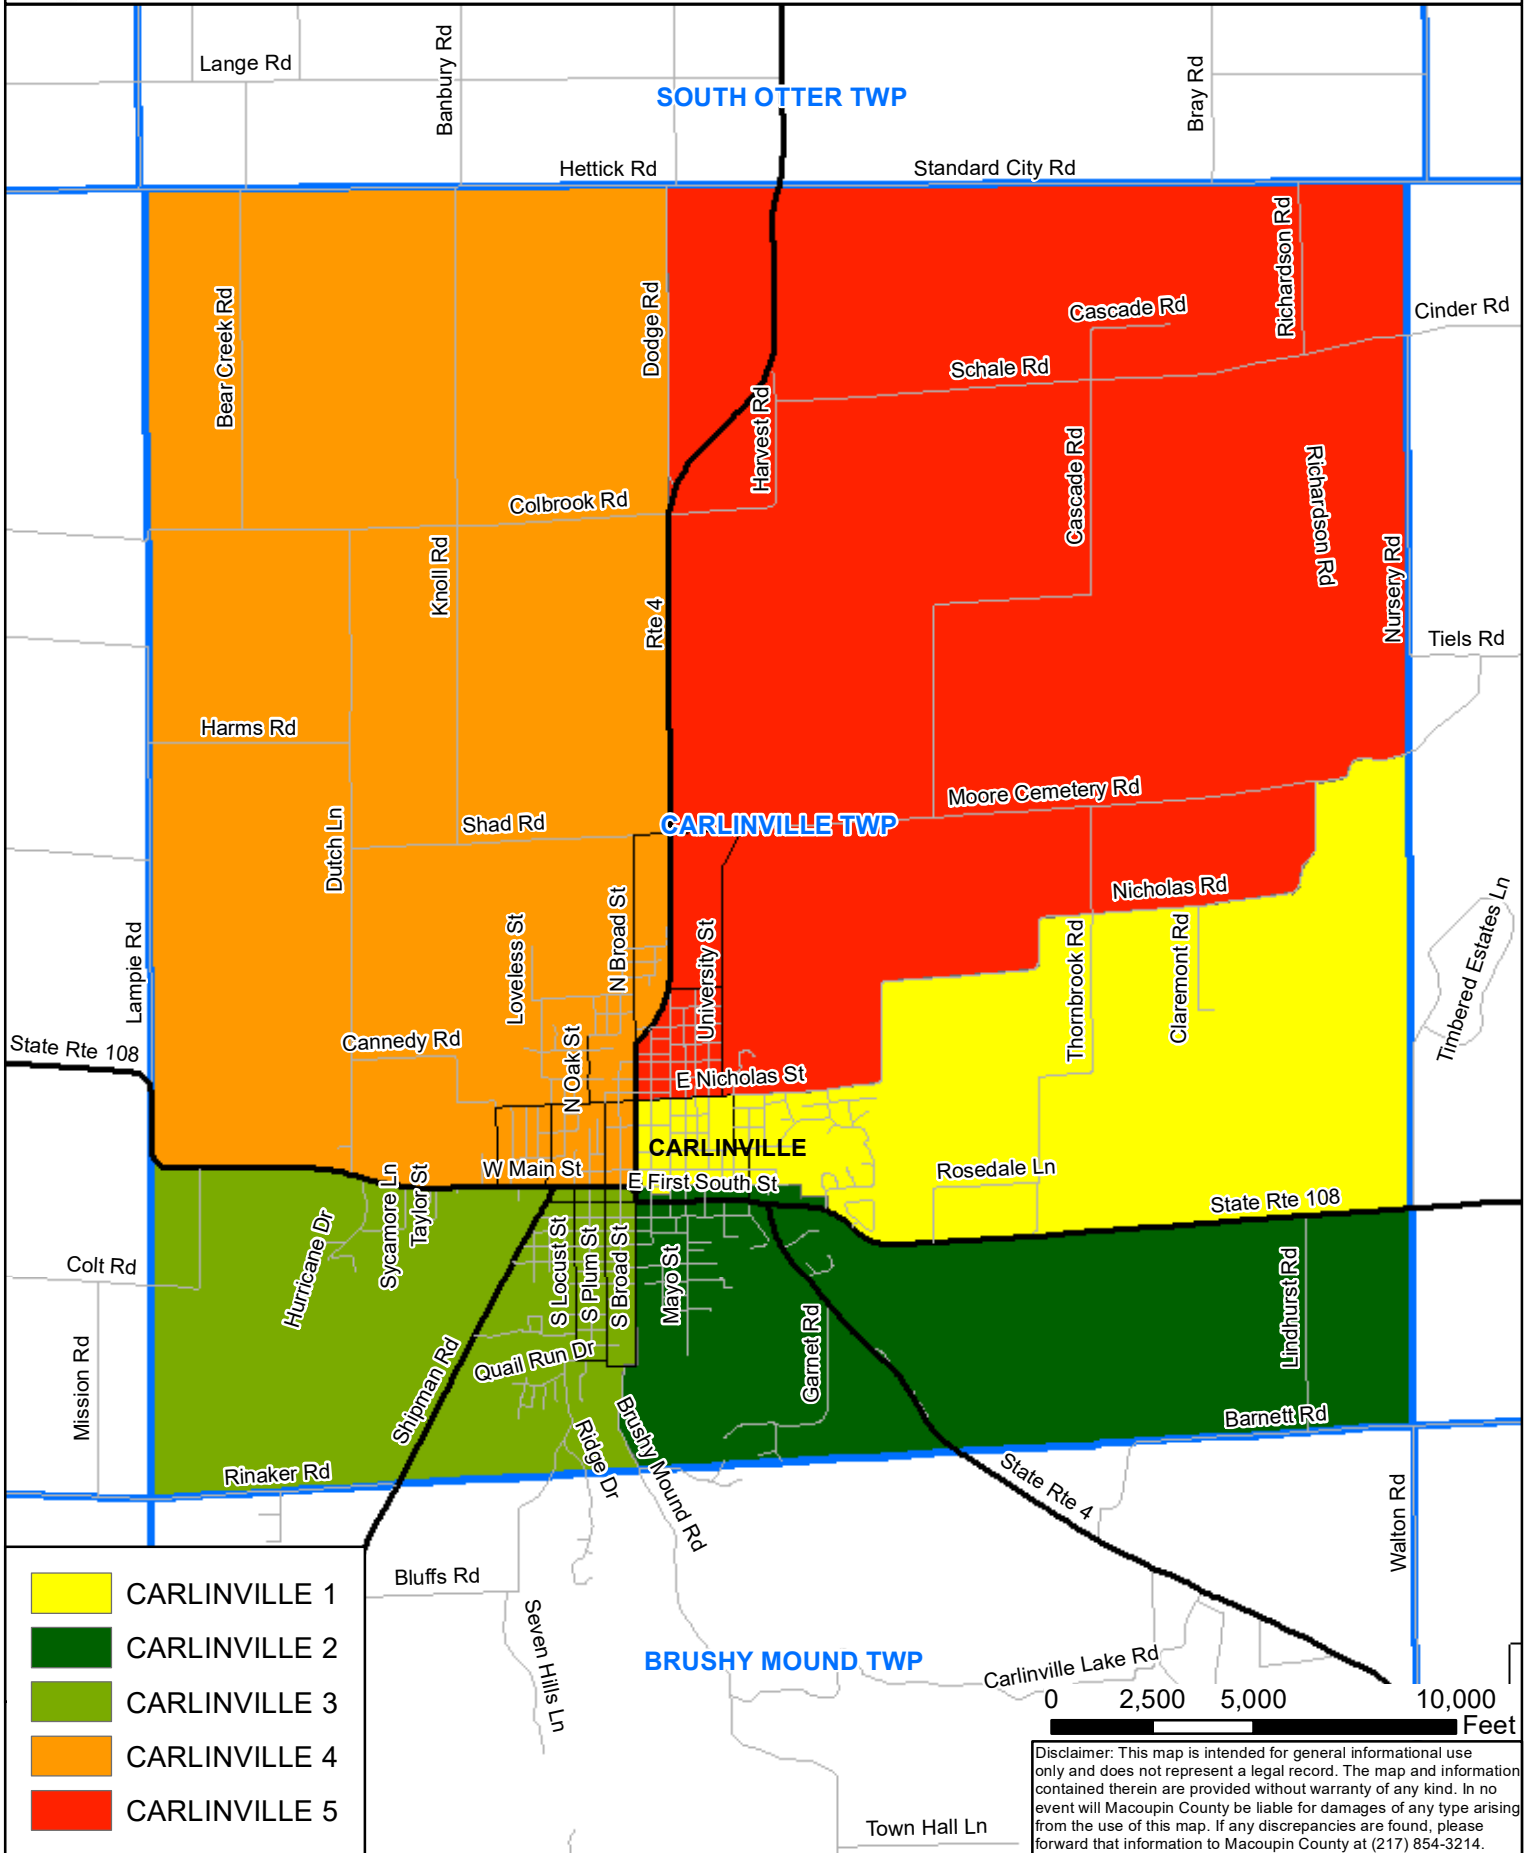 Lange Rd
Banbury Rd
SOUTH OTTER TWP
Bray Rd
Hettick Rd
Standard City Rd
Bear Creek Rd
Dodge Rd
Richardson Rd
Cascade Rd
Cinder Rd
Schale Rd
Harvest Rd
Colbrook Rd
Cascade Rd
Richardson Rd
Knoll Rd
Rte 4
Nursery Rd
Tiels Rd
Harms Rd
Moore Cemetery Rd
Shad Rd
CARLINVILLE TWP
Dutch Ln
Nicholas Rd
Lampie Rd
Loveless St
N Broad St
University St
Thornbrook Rd
Claremont Rd
Timbered Estates Ln
State Rte 108
Cannedy Rd
N Oak St
E Nicholas St
CARLINVILLE
W Main St
E First South St
Rosedale Ln
State Rte 108
Sycamore Ln
Taylor St
Hurricane Dr
Colt Rd
S Locust St
S Plum St
S Broad St
Mayo St
Garnet Rd
Lindhurst Rd
Mission Rd
Shipman Rd
Quail Run Dr
Barnett Rd
Rinaker Rd
Ridge Dr
Brushy Mound Rd
State Rte 4
Walton Rd
Bluffs Rd
Seven Hills Ln
BRUSHY MOUND TWP
Carlinville Lake Rd
Town Hall Ln
CARLINVILLE 1
CARLINVILLE 2
CARLINVILLE 3
CARLINVILLE 4
CARLINVILLE 5
0 2,500 5,000 10,000
Feet
Disclaimer: This map is intended for general informational use
only and does not represent a legal record. The map and information
contained therein are provided without warranty of any kind. In no
event will Macoupin County be liable for damages of any type arising
from the use of this map. If any discrepancies are found, please
forward that information to Macoupin County at (217) 854-3214.